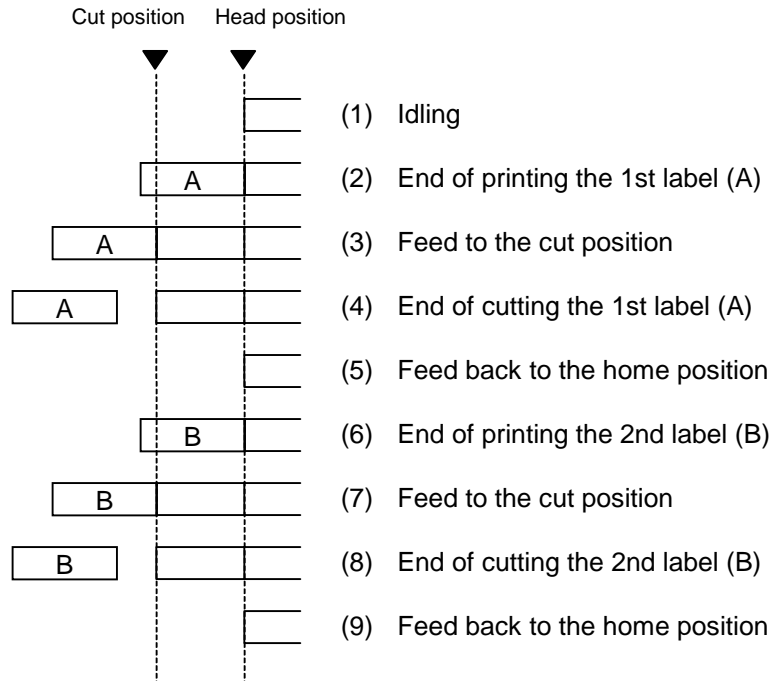 Cut position Head position
(1) Idling
A (2) End of printing the 1st label (A)
A (3) Feed to the cut position
A (4) End of cutting the 1st label (A)
(5) Feed back to the home position
B (6) End of printing the 2nd label (B)
B (7) Feed to the cut position
B (8) End of cutting the 2nd label (B)
(9) Feed back to the home position